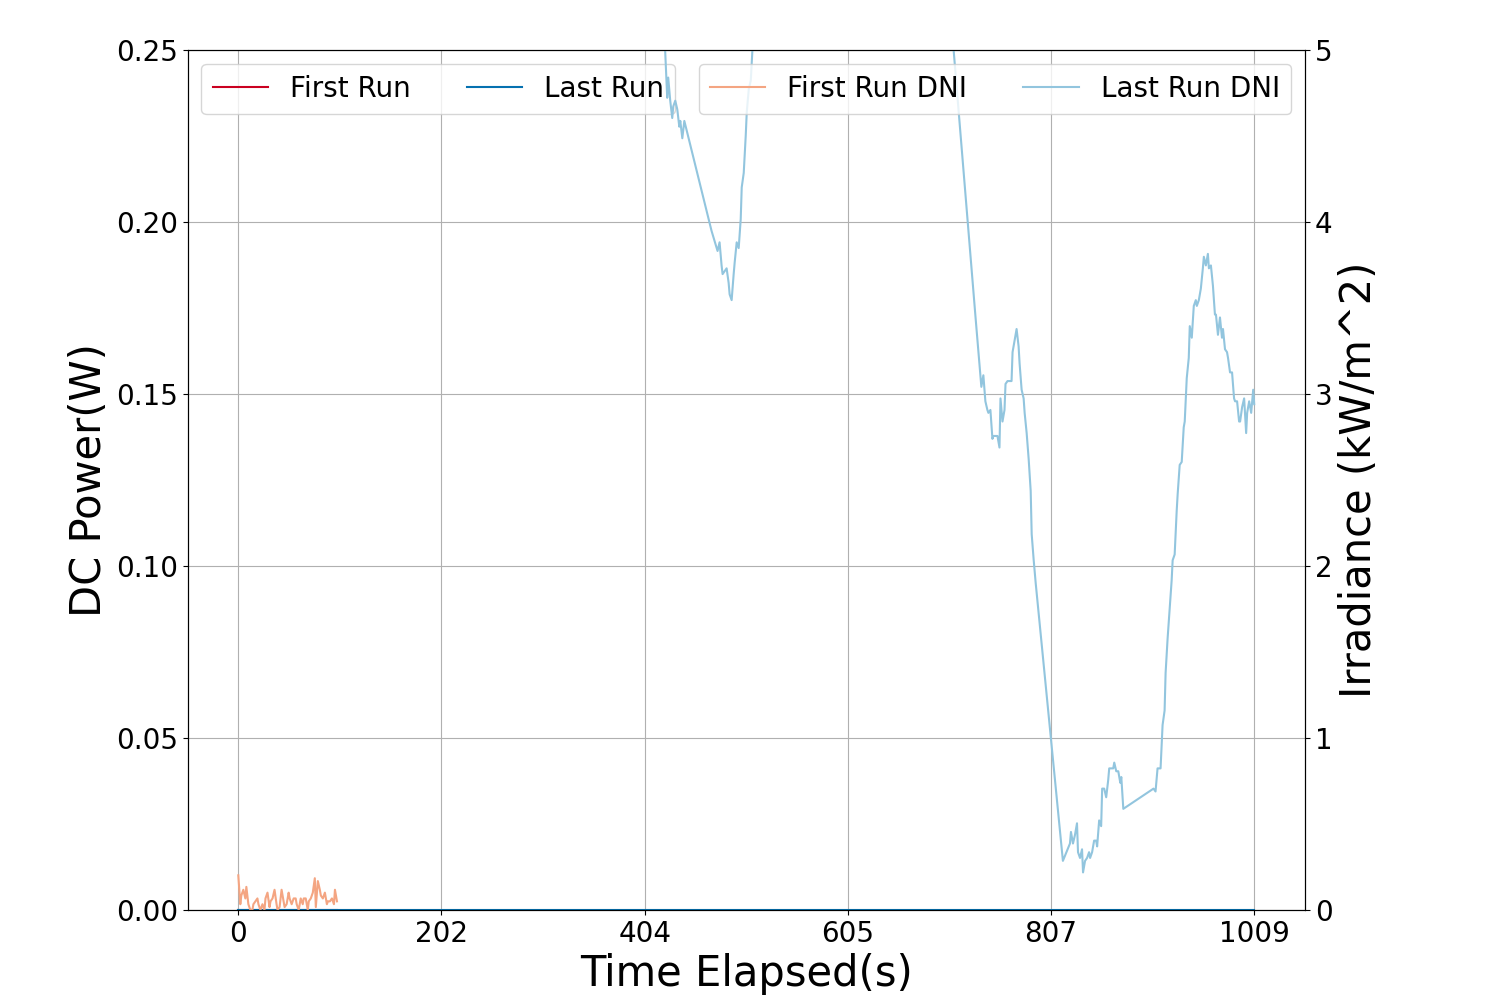 First Run
Last Run
First Run DNI
Last Run DNI
DC Power(W)
0.25
0.20
0.15
0.10
0.05
0.00
5
4
3
2
1
0
Irradiance (kW/m^2)
0
202
404
605
807
1009
Time Elapsed(s)